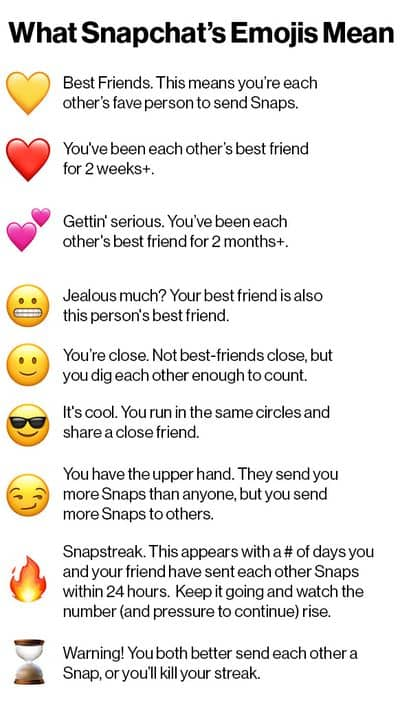 What Snapchat's Emojis Mean
Best Friends. This means you're each
other's fave person to send Snaps.
You've been each other's best friend
for 2 weeks+.
Gettin' serious. You've been each
other's best friend for 2 months+.
Jealous much? Your best friend is also
this person's best friend.
You're close. Not best-friends close, but
you dig each other enough to count.
It's cool. You run in the same circles and
share a close friend.
You have the upper hand. They send you
more Snaps than anyone, but you send
more Snaps to others.
Snapstreak. This appears with a # of days you
and your friend have sent each other Snaps
within 24 hours. Keep it going and watch the
number (and pressure to continue) rise.
Warning! You both better send each other a
Snap, or you'll kill your streak.